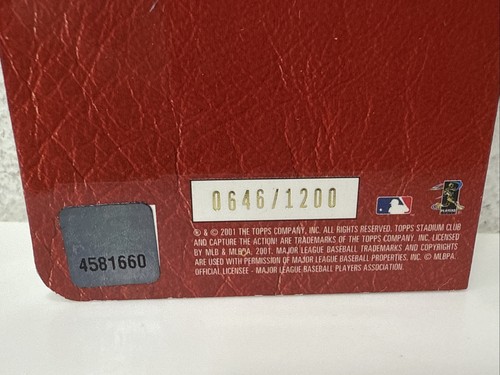 0646/1200
4581660
® & © 2001 THE TOPPS COMPANY, INC. ALL RIGHTS RESERVED. TOPPS STADIUM CLUB
AND CAPTURE THE ACTION! ARE TRADEMARKS OF THE TOPPS COMPANY, INC. LICENSED
BY MLB & MLBPA, 2001. MAJOR LEAGUE BASEBALL TRADEMARKS AND COPYRIGHTS
ARE USED WITH PERMISSION OF MAJOR LEAGUE BASEBALL PROPERTIES, INC. © MLBPA.
OFFICIAL LICENSEE - MAJOR LEAGUE BASEBALL PLAYERS ASSOCIATION.